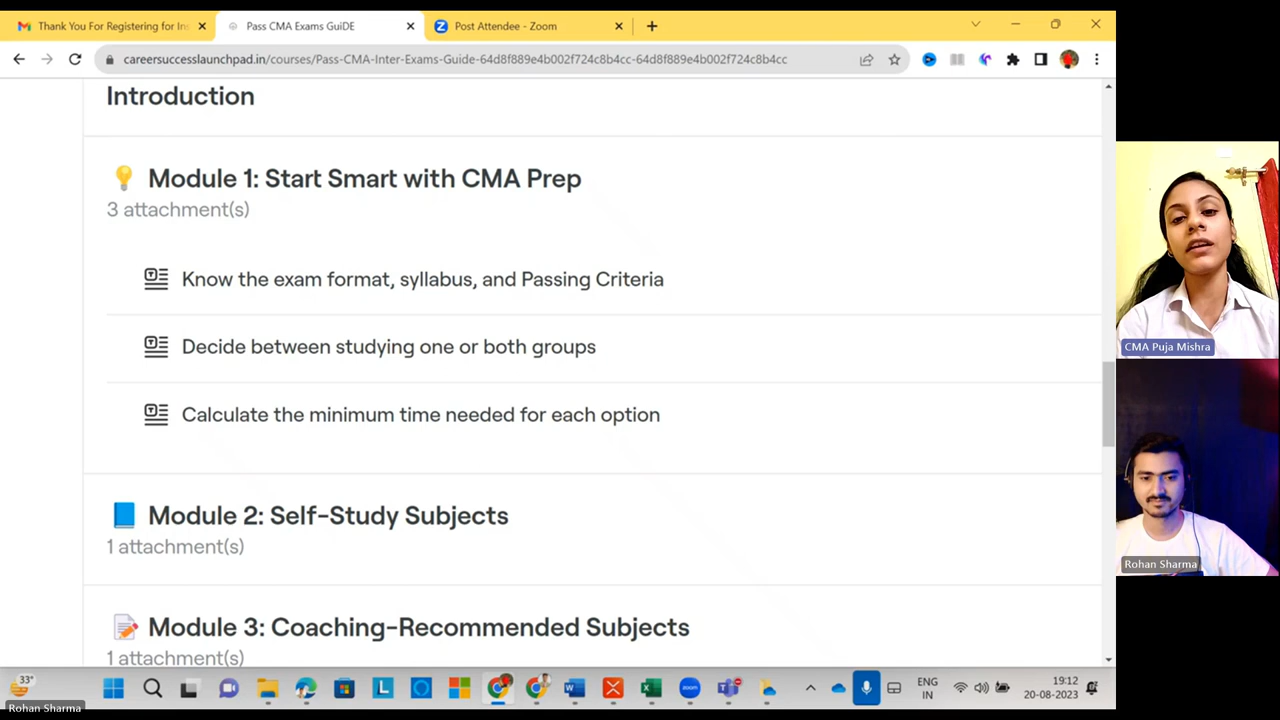 Thank You For Registering for Ins
Pass CMA Exams GuiDE
Post Attendee - Zoom
careersuccesslaunchpad.in/courses/Pass-CMA-Inter-Exams-Guide-64d8f889e4b002f724c8b4cc-64d8f889e4b002f724c8b4cc
Introduction
Module 1: Start Smart with CMA Prep
3 attachment(s)
Know the exam format, syllabus, and Passing Criteria
Decide between studying one or both groups
Calculate the minimum time needed for each option
Module 2: Self-Study Subjects
1 attachment(s)
Module 3: Coaching-Recommended Subjects
1 attachment(s)
CMA Puja Mishra
Rohan Sharma
33°
ENG
IN
19:12
20-08-2023
Rohan Sharma